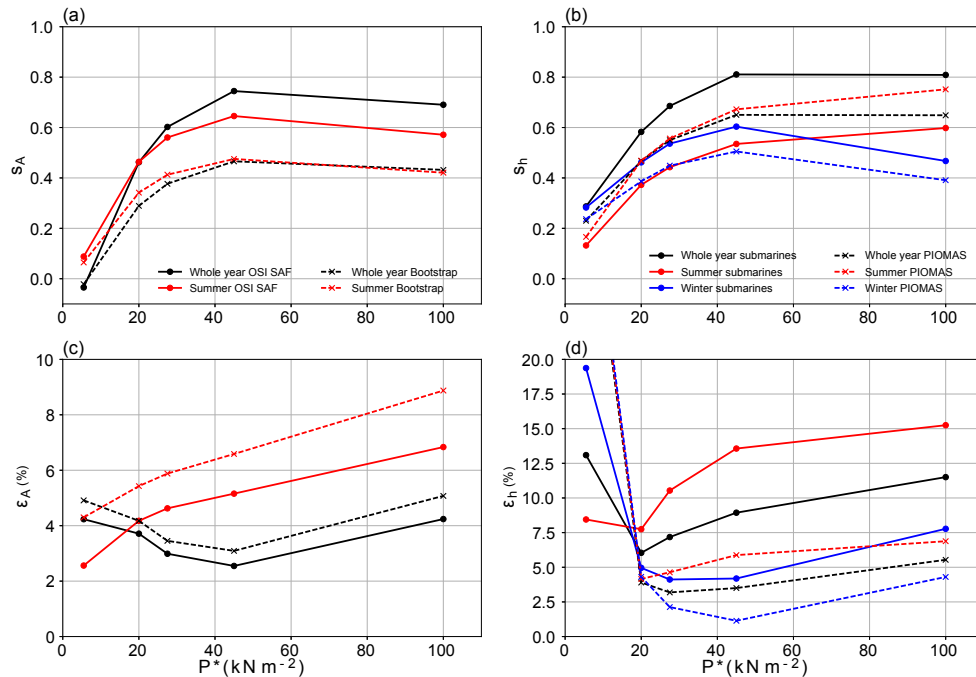 (a)
1.0
0.8
0.6
0.4
0.2
0.0
s_A
Whole year OSI SAF
Summer OSI SAF
Whole year Bootstrap
Summer Bootstrap
0 20 40 60 80 100
(b)
1.0
0.8
0.6
0.4
0.2
0.0
s_h
Whole year submarines
Summer submarines
Winter submarines
Whole year PIOMAS
Summer PIOMAS
Winter PIOMAS
0 20 40 60 80 100
(c)
10
8
6
4
2
0
ε_A (%)
0 20 40 60 80 100
P* (kN m⁻²)
(d)
20.0
17.5
15.0
12.5
10.0
7.5
5.0
2.5
0.0
ε_h (%)
0 20 40 60 80 100
P* (kN m⁻²)